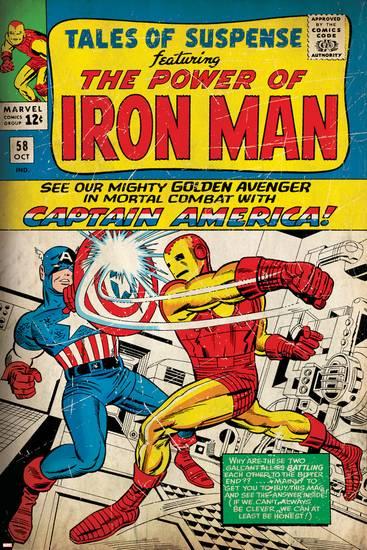 TALES OF SUSPENSE
featuring
THE POWER OF
IRON MAN
APPROVED
BY THE
COMICS
CODE
AUTHORITY
MARVEL
COMICS
GROUP
12¢
58
OCT
IND.
SEE OUR MIGHTY GOLDEN AVENGER
IN MORTAL COMBAT WITH
CAPTAIN AMERICA!
A
WHY ARE THESE TWO
GALLANT ALLIES BATTLING
EACH OTHER TO THE BITTER
END?? .... MAINLY TO
GET YOU TO BUY THIS MAG
AND SEE THE ANSWER INSIDE!
(IF WE CAN'T ALWAYS
BE CLEVER, WE CAN AT
LEAST BE HONEST!)